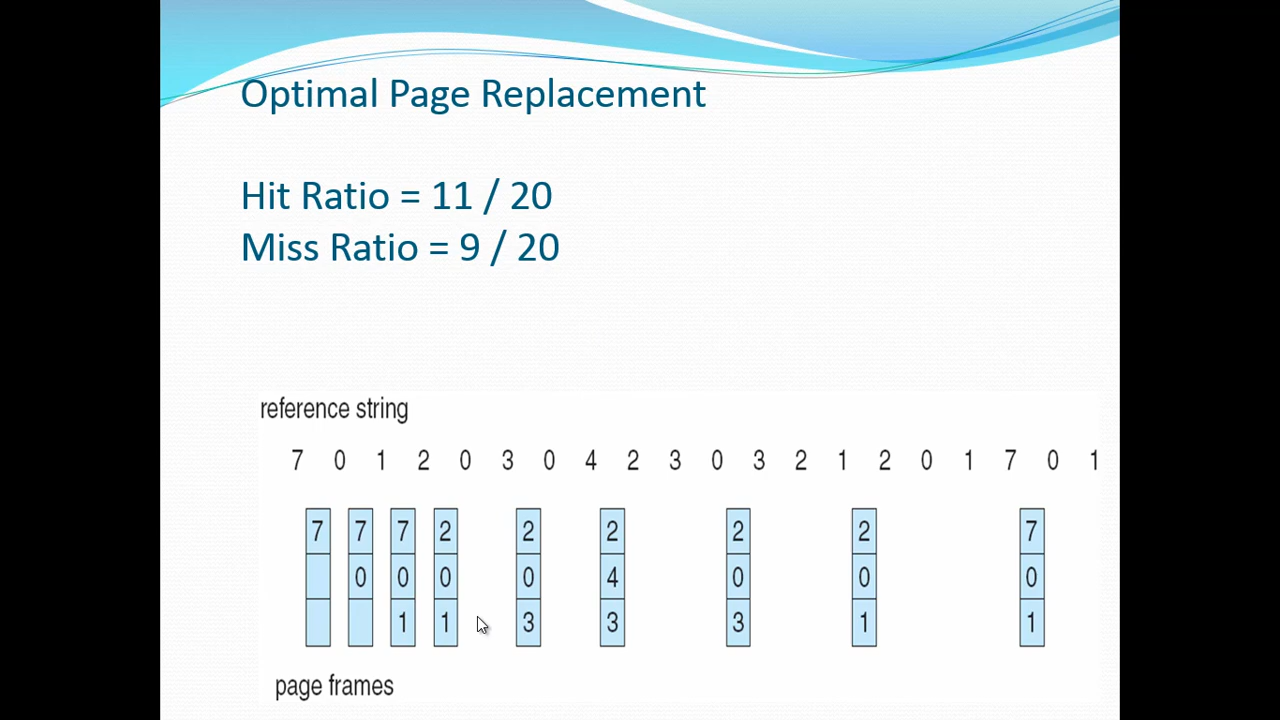 Optimal Page Replacement
Hit Ratio = 11 / 20
Miss Ratio = 9 / 20
reference string
7 0 1 2 0 3 0 4 2 3 0 3 2 1 2 0 1 7 0 1
7 7 7 2 2 2 2 2 7
0 0 0 0 4 0 0 0
1 1 3 3 3 1 1
page frames